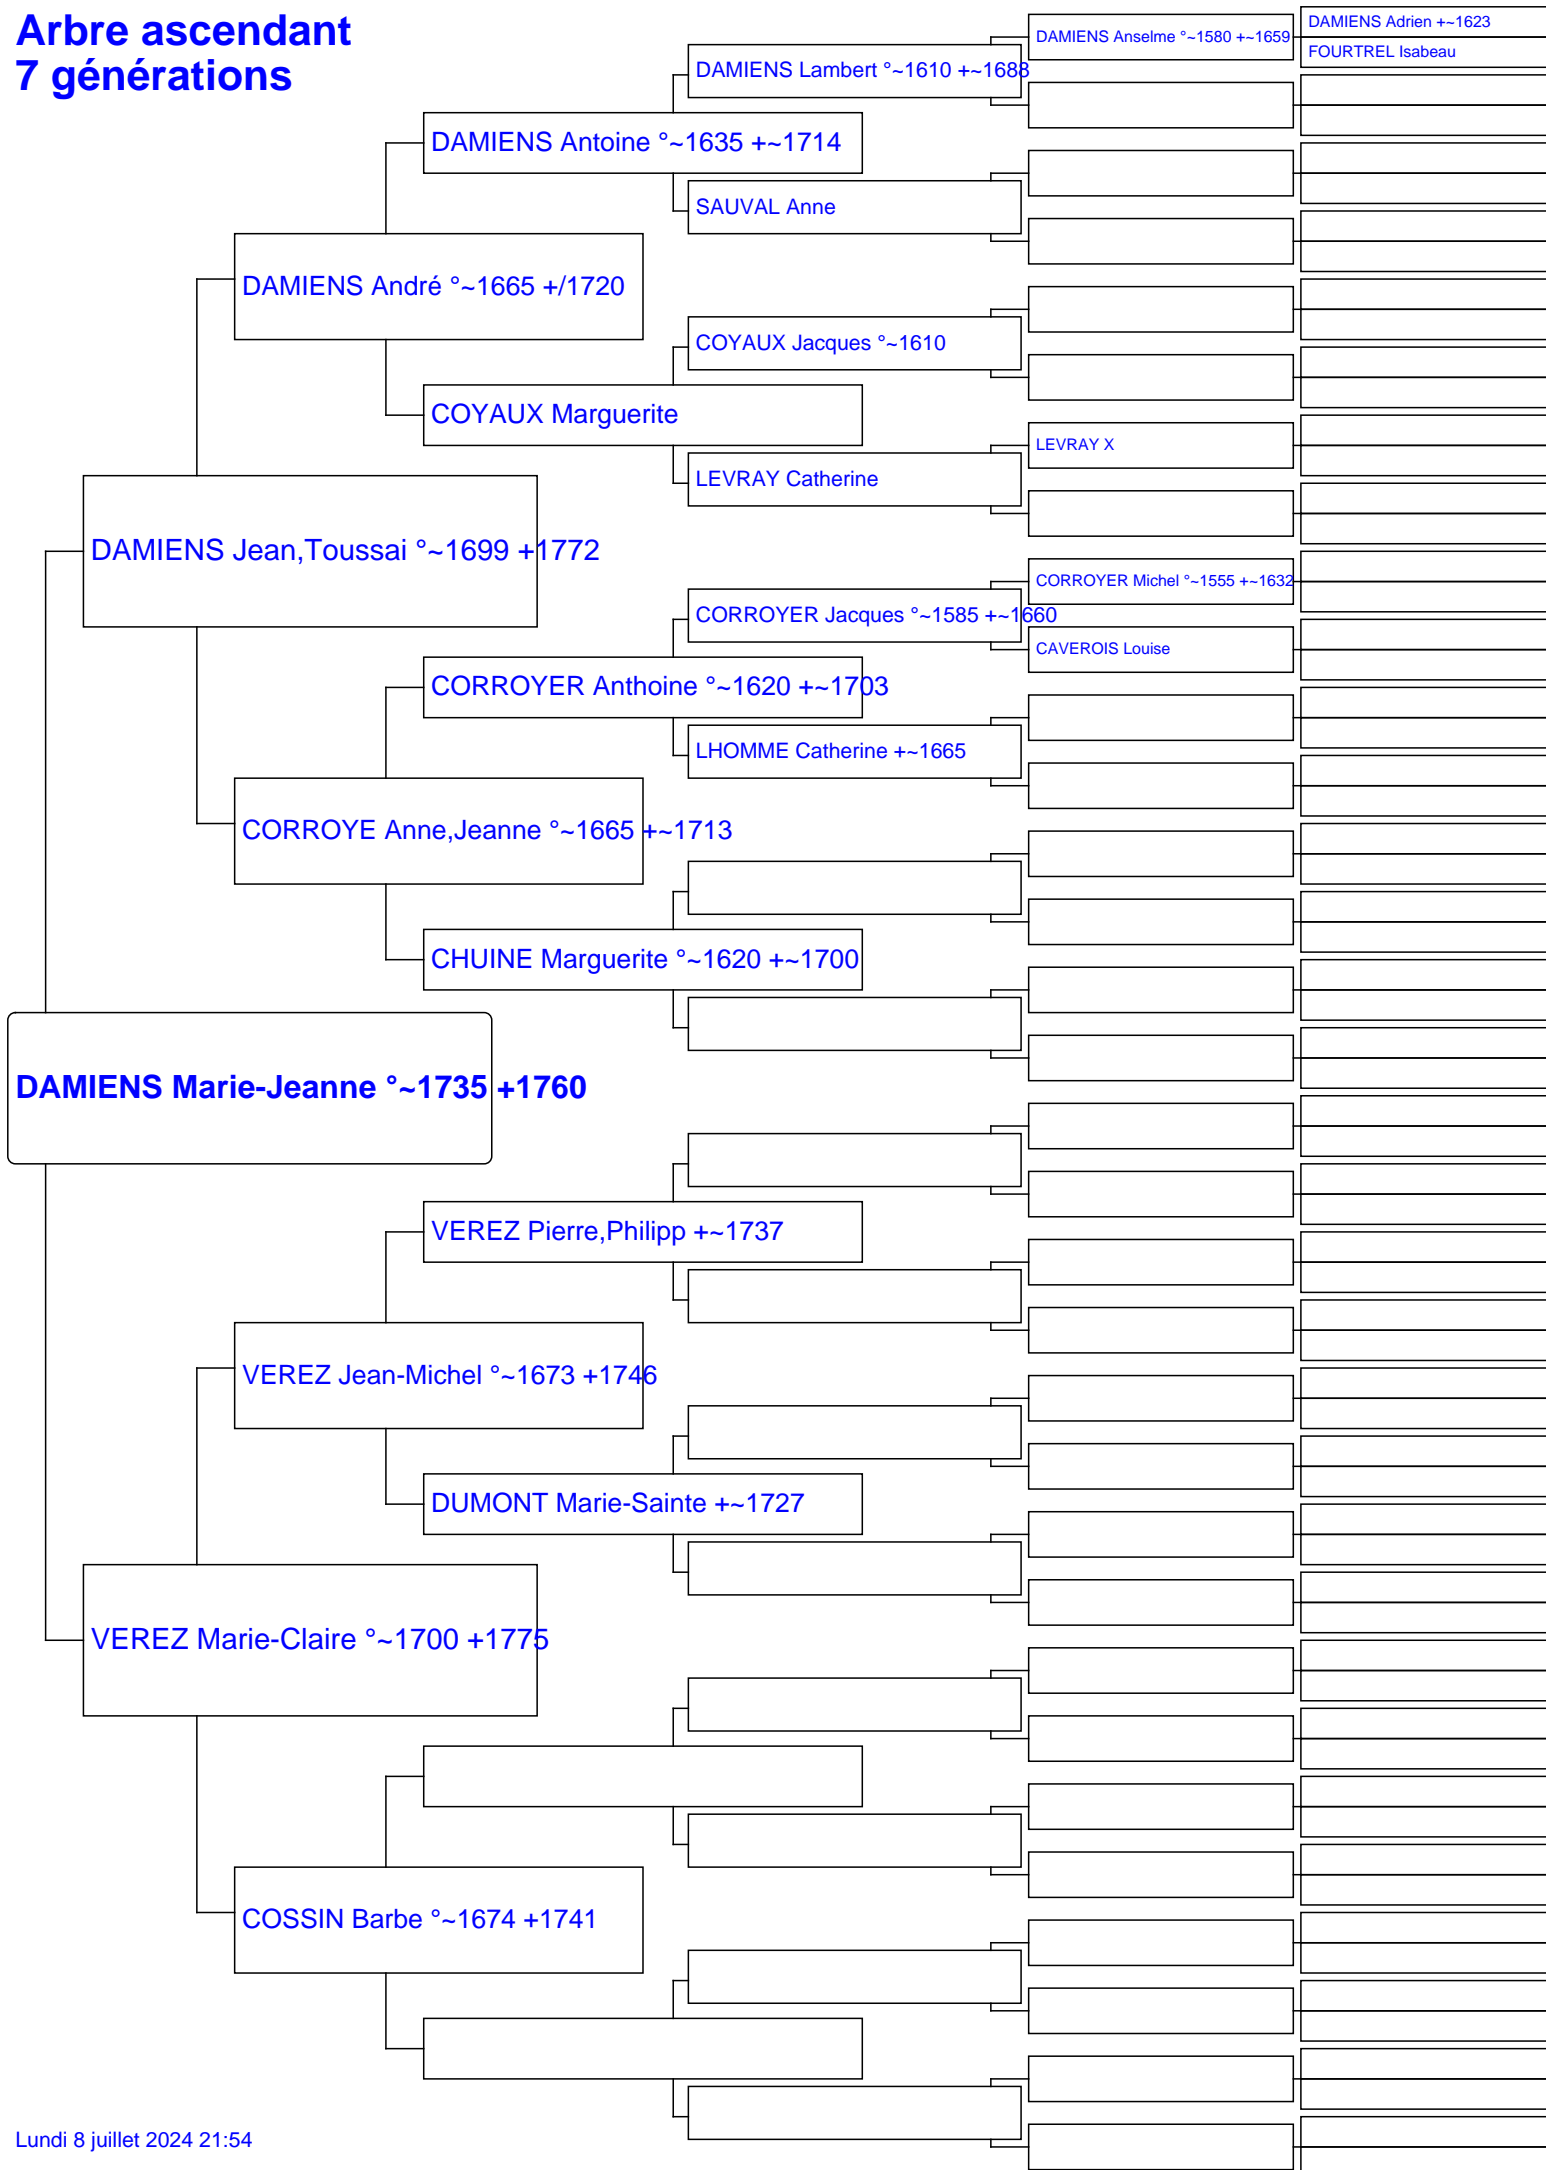 Arbre ascendant
7 générations
DAMIENS Adrien +~1623
DAMIENS Anselme °~1580 +~1659
FOURTREL Isabeau
DAMIENS Lambert °~1610 +~1688
DAMIENS Antoine °~1635 +~1714
SAUVAL Anne
DAMIENS André °~1665 +/1720
COYAUX Jacques °~1610
COYAUX Marguerite
LEVRAY X
LEVRAY Catherine
DAMIENS Jean,Toussai °~1699 +1772
CORROYER Michel °~1555 +~1632
CORROYER Jacques °~1585 +~1660
CAVEROIS Louise
CORROYER Anthoine °~1620 +~1703
LHOMME Catherine +~1665
CORROYE Anne,Jeanne °~1665 +~1713
CHUINE Marguerite °~1620 +~1700
DAMIENS Marie-Jeanne °~1735 +1760
VEREZ Pierre,Philipp +~1737
VEREZ Jean-Michel °~1673 +1746
DUMONT Marie-Sainte +~1727
VEREZ Marie-Claire °~1700 +1775
COSSIN Barbe °~1674 +1741
Lundi 8 juillet 2024 21:54